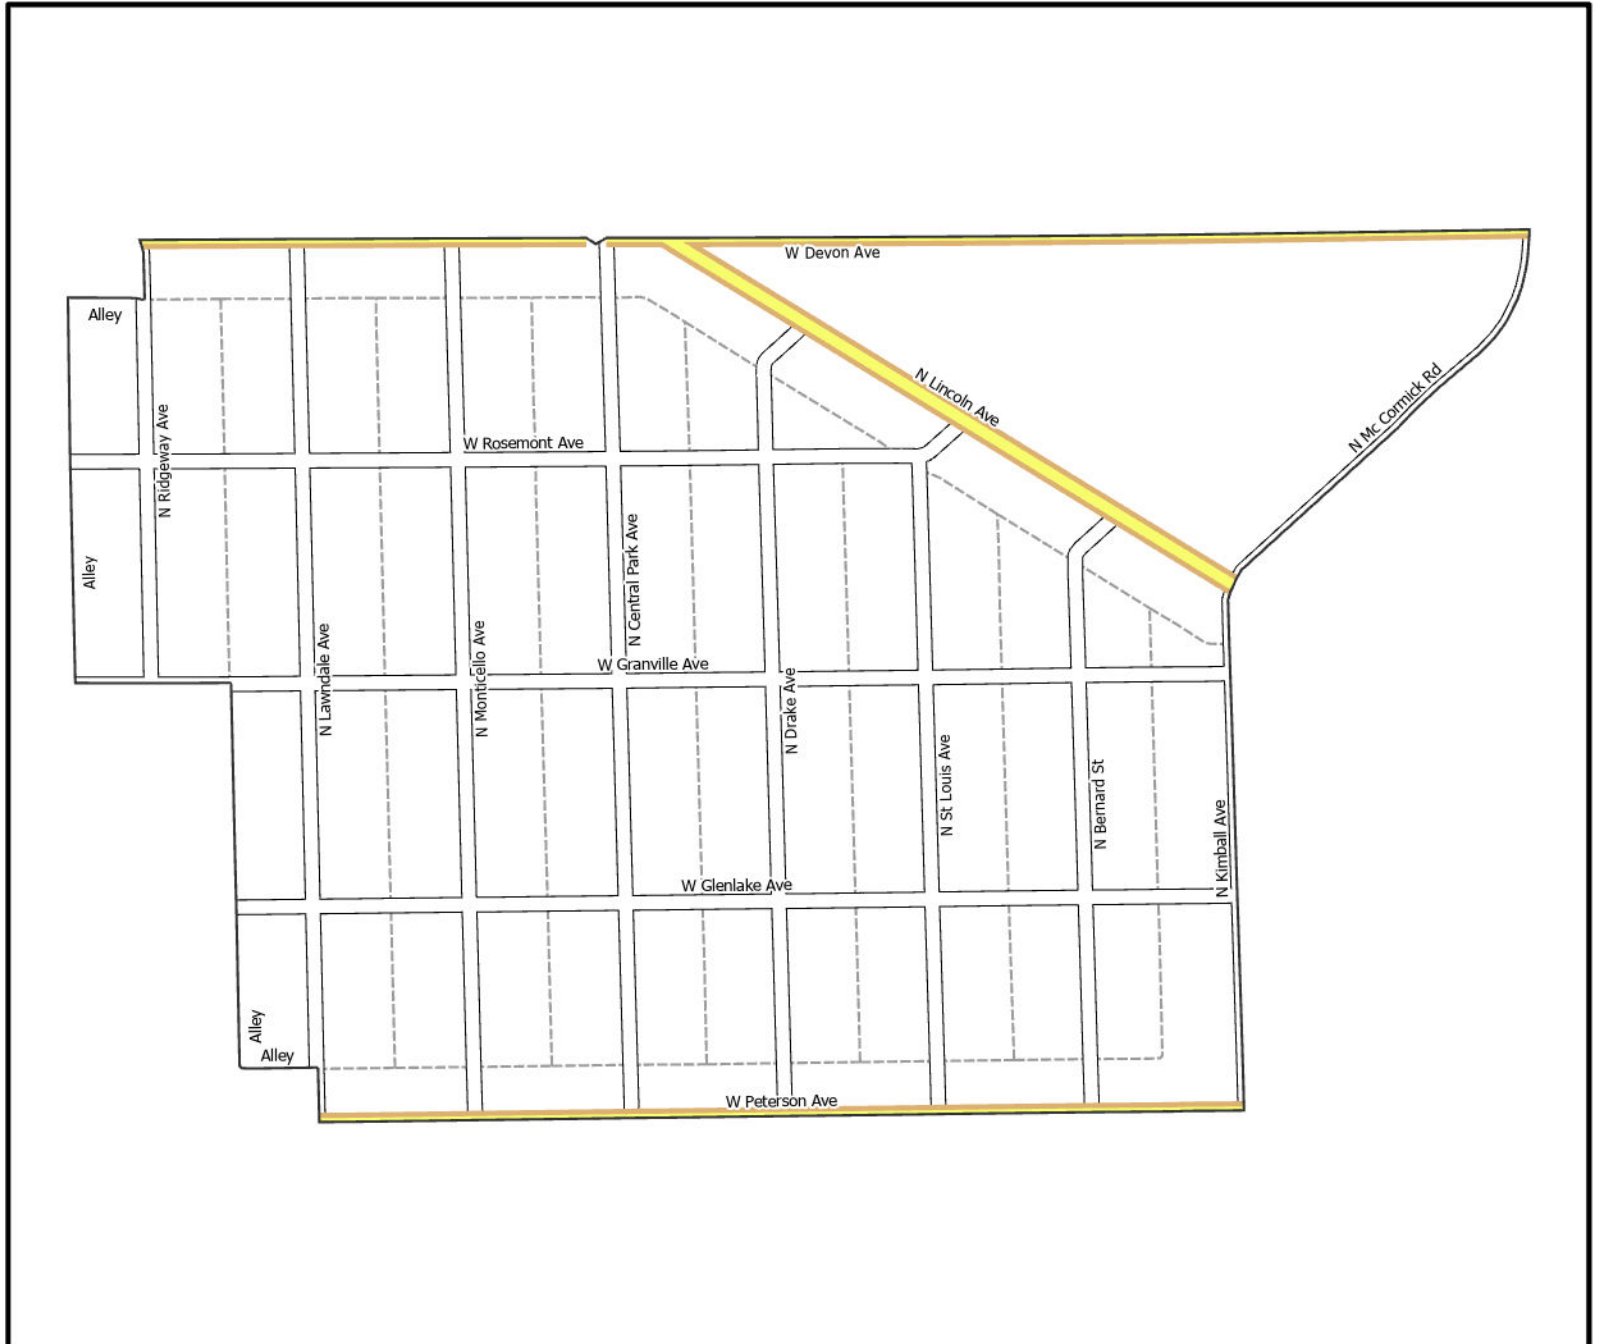 W Devon Ave
Alley
N Lincoln Ave
N Mc Cormick Rd
N Ridgeway Ave
W Rosemont Ave
Alley
N Central Park Ave
N Lawndale Ave
N Monticello Ave
W Granville Ave
N Drake Ave
N St Louis Ave
N Bernard St
N Kimball Ave
W Glenlake Ave
Alley
Alley
W Peterson Ave